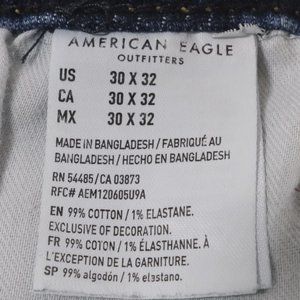 AMERICAN EAGLE
OUTFITTERS
US 30 X 32
CA 30 X 32
MX 30 X 32
MADE IN BANGLADESH / FABRIQUÉ AU
BANGLADESH / HECHO EN BANGLADESH
RN 54485/ CA 03873
RFC# AEM120605U9A
EN 99% COTTON / 1% ELASTANE.
EXCLUSIVE OF DECORATION.
FR 99% COTON / 1% ÉLASTHANNE. À
L'EXCEPTION DE LA GARNITURE.
SP 99% algodón / 1% elastano.